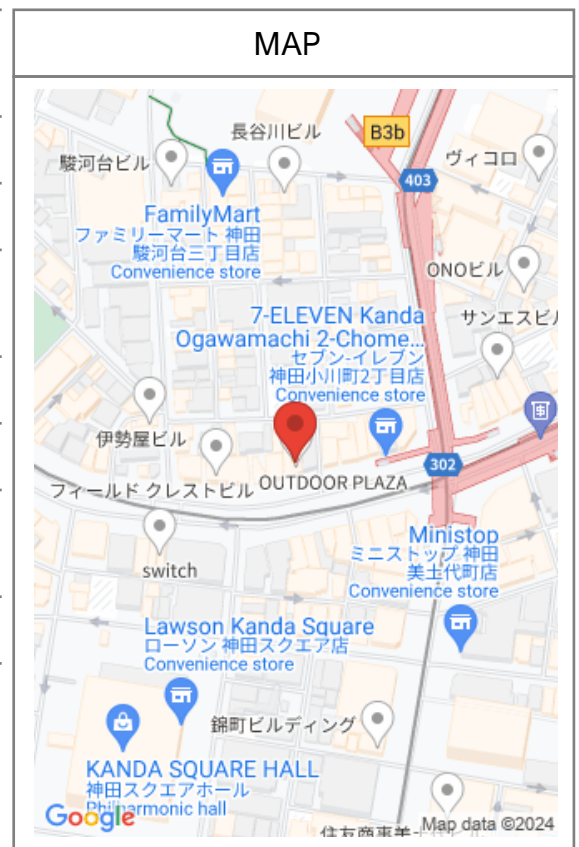 MAP
長谷川ビル
B3b
駿河台ビル
ヴィコロ
403
FamilyMart
ファミリーマート 神田
駿河台三丁目店
Convenience store
ONOビル
7-ELEVEN Kanda
Ogawamachi 2-Chome...
セブン-イレブン
神田小川町2丁目店
Convenience store
サンエスビル
伊勢屋ビル
302
フィールド クレストビル
OUTDOOR PLAZA
switch
Ministop
ミニストップ 神田
美土代町店
Convenience store
Lawson Kanda Square
ローソン 神田スクエア店
Convenience store
錦町ビルディング
KANDA SQUARE HALL
神田スクエアホール
Philharmonic hall
Google
Map data ©2024
住友商事美土